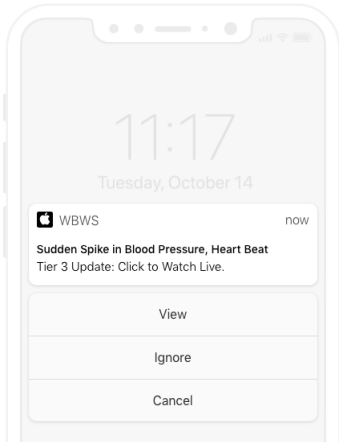 11:17
Tuesday, October 14
WBWS now
Sudden Spike in Blood Pressure, Heart Beat
Tier 3 Update: Click to Watch Live.
View
Ignore
Cancel